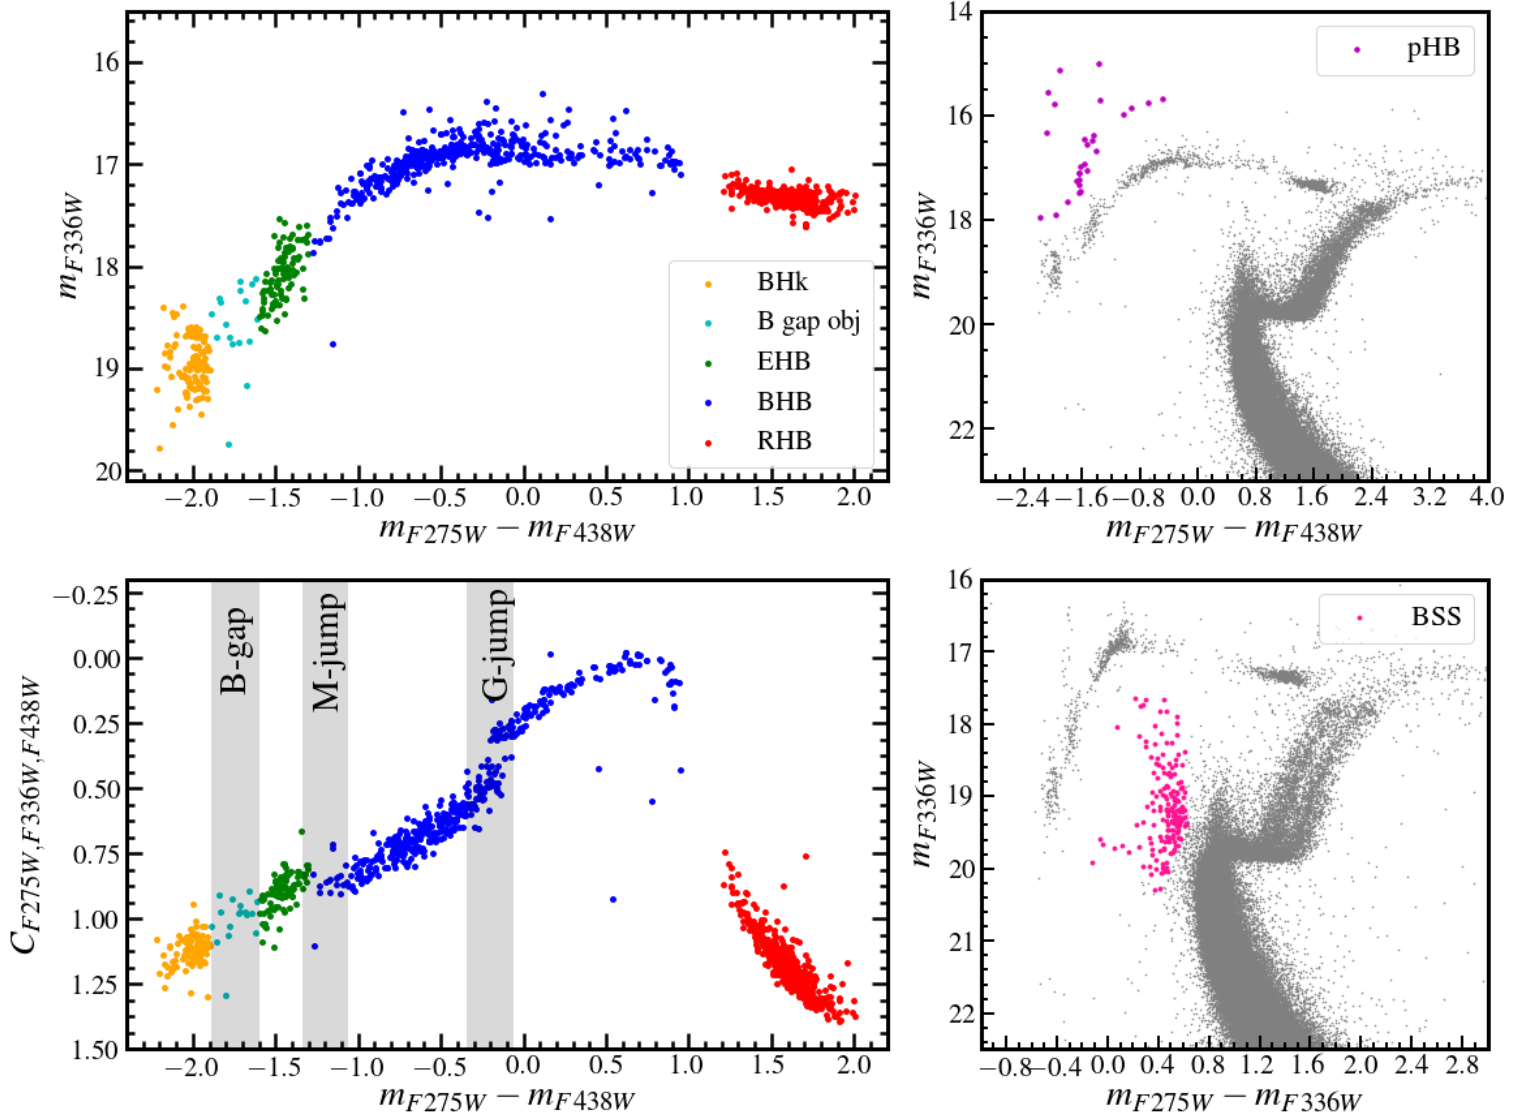 16
17
18
19
20
m_F336W
BHk
B gap obj
EHB
BHB
RHB
−2.0 −1.5 −1.0 −0.5 0.0 0.5 1.0 1.5 2.0
m_F275W − m_F438W
14
16
18
20
22
m_F336W
pHB
−2.4 −1.6 −0.8 0.0 0.8 1.6 2.4 3.2 4.0
m_F275W − m_F438W
−0.25
0.00
0.25
0.50
0.75
1.00
1.25
1.50
C_F275W,F336W,F438W
B-gap
M-jump
G-jump
−2.0 −1.5 −1.0 −0.5 0.0 0.5 1.0 1.5 2.0
m_F275W − m_F438W
16
17
18
19
20
21
22
m_F336W
BSS
−0.8 −0.4 0.0 0.4 0.8 1.2 1.6 2.0 2.4 2.8
m_F275W − m_F336W